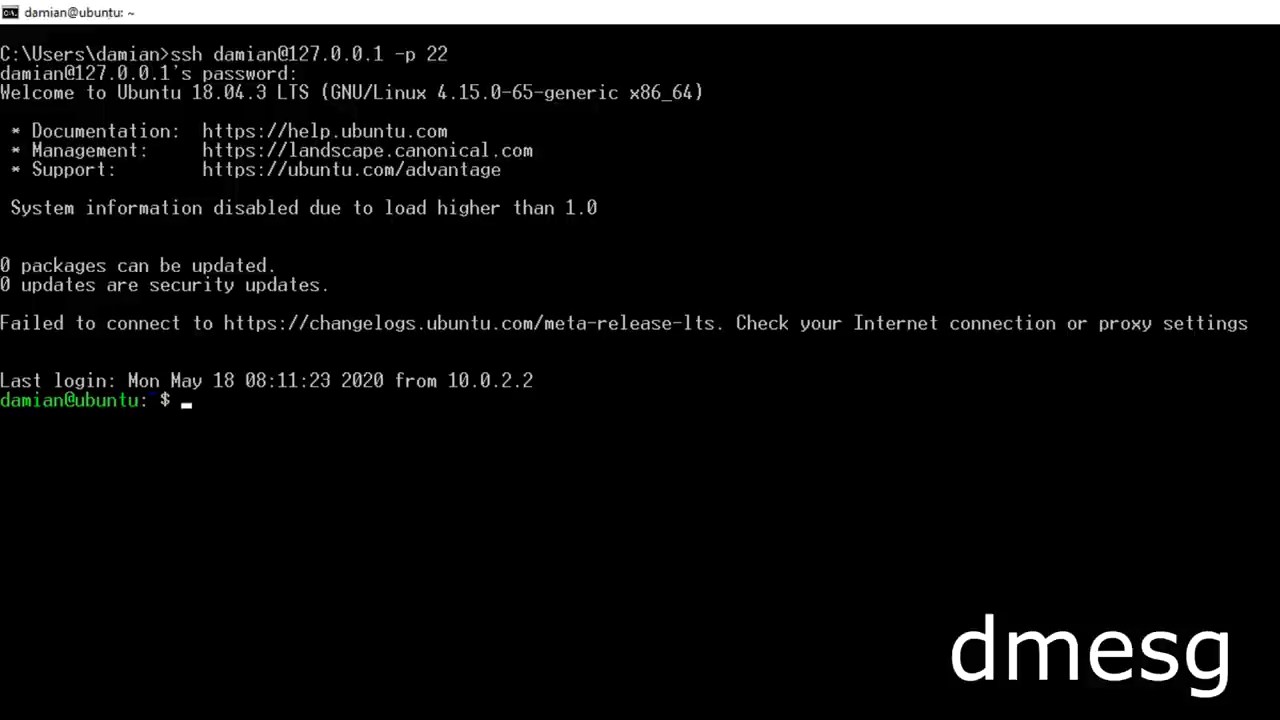 damian@ubuntu: ~
C:\Users\damian>ssh damian@127.0.0.1 -p 22
damian@127.0.0.1's password:
Welcome to Ubuntu 18.04.3 LTS (GNU/Linux 4.15.0-65-generic x86_64)
* Documentation:  https://help.ubuntu.com
* Management:     https://landscape.canonical.com
* Support:        https://ubuntu.com/advantage
System information disabled due to load higher than 1.0
0 packages can be updated.
0 updates are security updates.
Failed to connect to https://changelogs.ubuntu.com/meta-release-lts. Check your Internet connection or proxy settings
Last login: Mon May 18 08:11:23 2020 from 10.0.2.2
damian@ubuntu:~$
dmesg